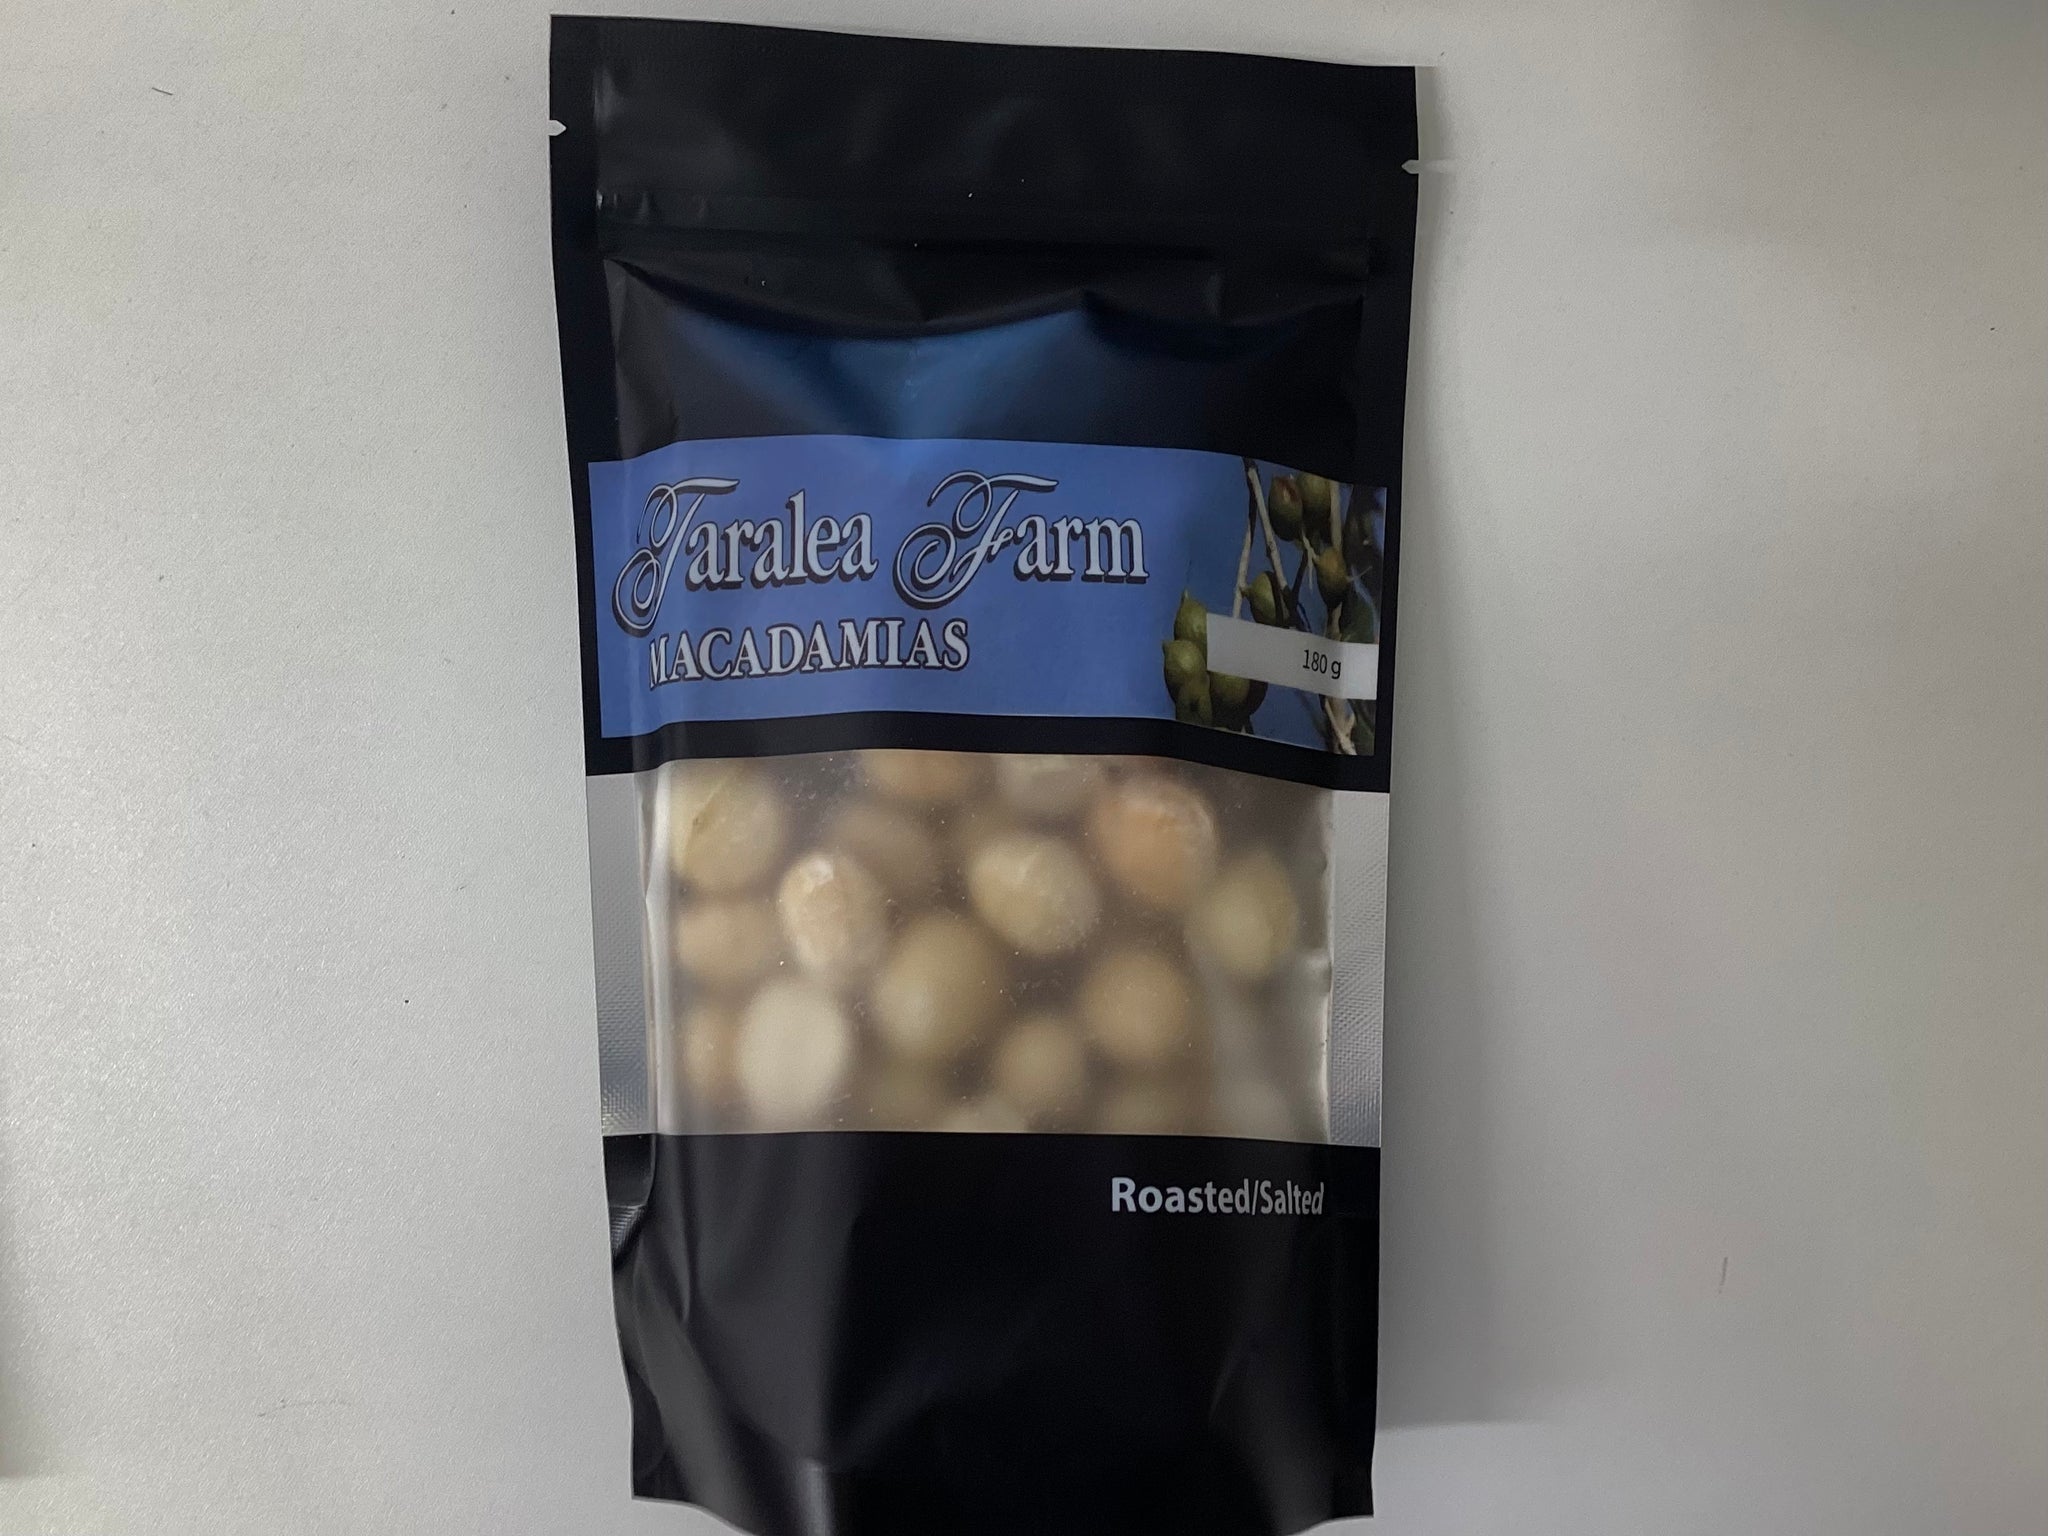 Taralea Farm
MACADAMIAS
180 g
Roasted/Salted